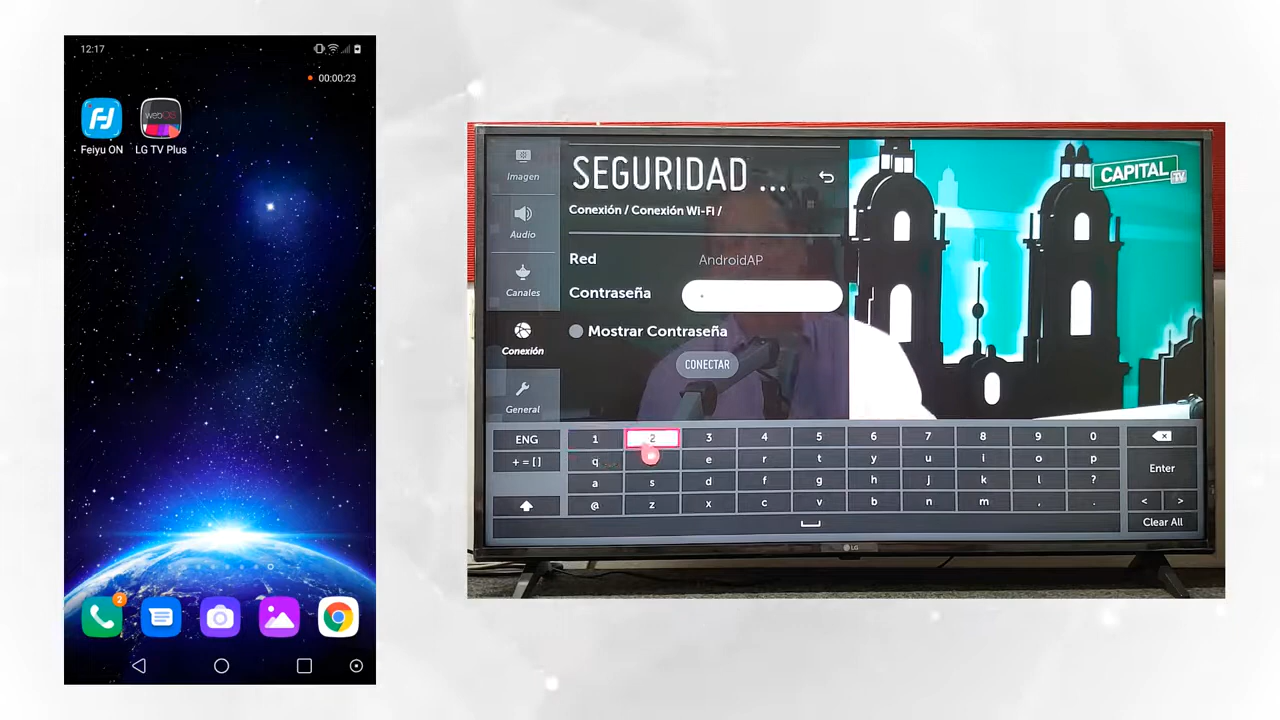 12:17
00:00:23
webOS
Feiyu ON
LG TV Plus
2
Imagen
Audio
Canales
Conexión
General
SEGURIDAD ...
Conexión / Conexión Wi-Fi /
Red AndroidAP
Contraseña
Mostrar Contraseña
CONECTAR
CAPITAL TV
ENG 1 2 3 4 5 6 7 8 9 0
+ = [ ] q e r t y u i o p Enter
a s d f g h j k l ?
@ z x c v b n m , . < >
Clear All
LG